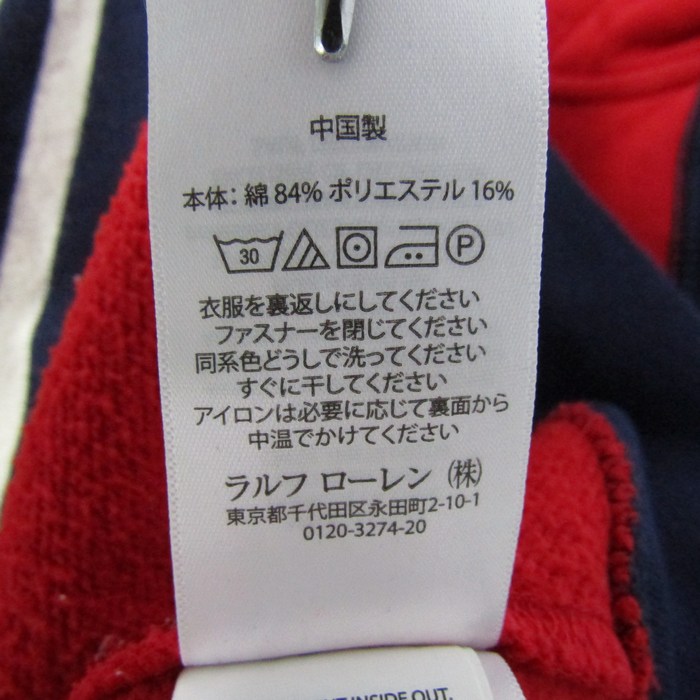 中国製
本体: 綿 84% ポリエステル 16%
30 P
衣服を裏返しにしてください
ファスナーを閉じてください
同系色どうしで洗ってください
すぐに干してください
アイロンは必要に応じて裏面から
中温でかけてください
ラルフ ローレン (株)
東京都千代田区永田町2-10-1
0120-3274-20
INSIDE OUT.